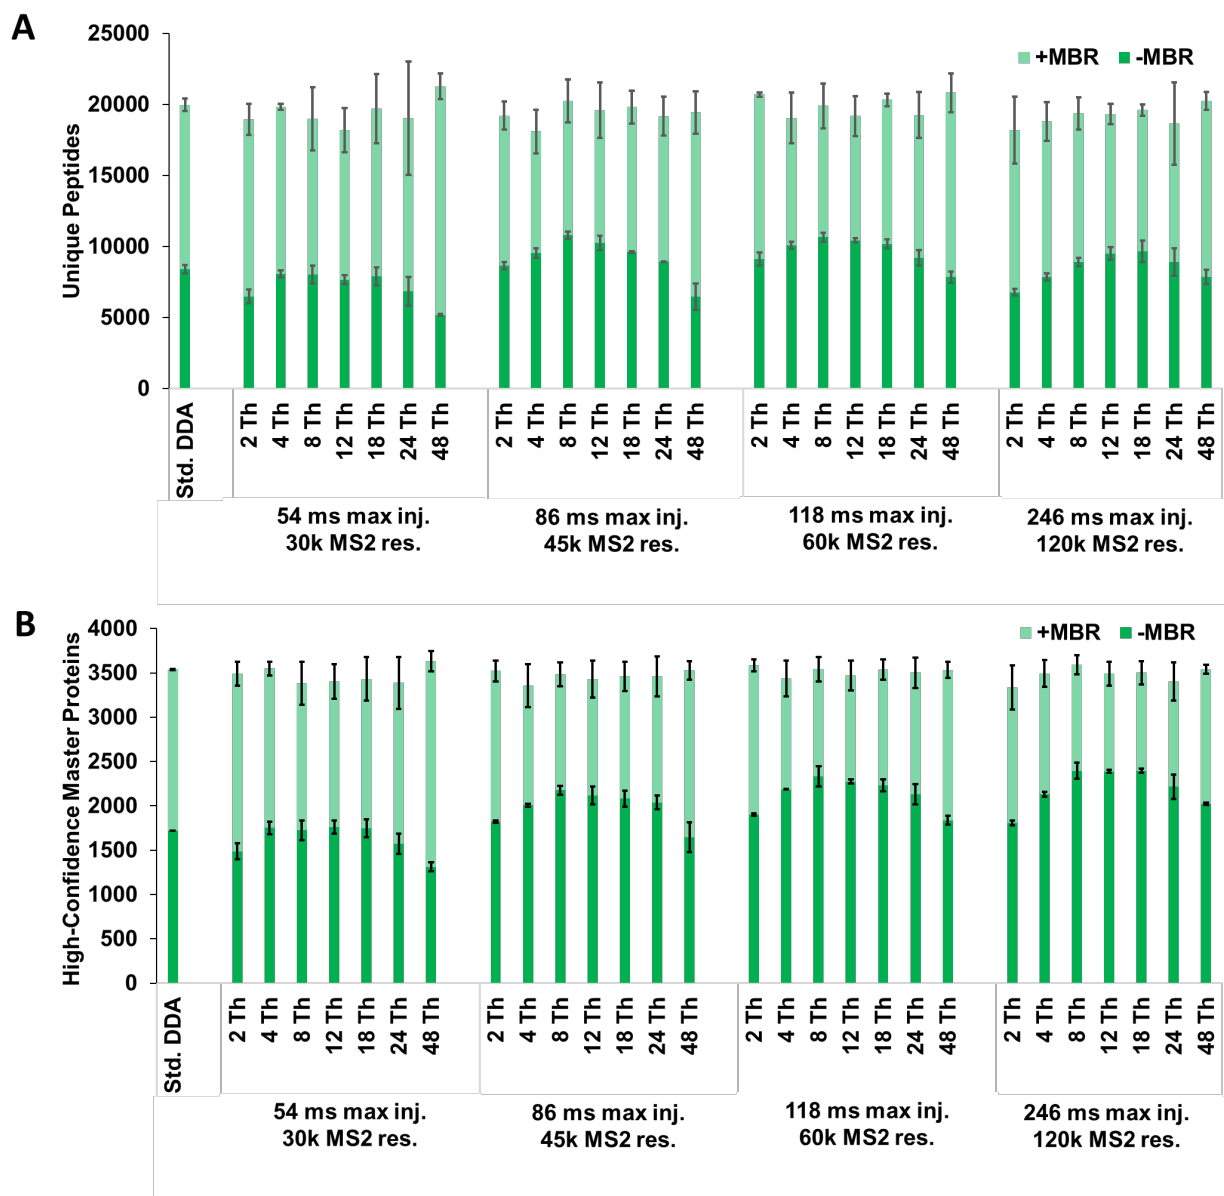 A
Unique Peptides
25000
20000
15000
10000
5000
0
+MBR -MBR
Std. DDA
2 Th
4 Th
8 Th
12 Th
18 Th
24 Th
48 Th
2 Th
4 Th
8 Th
12 Th
18 Th
24 Th
48 Th
2 Th
4 Th
8 Th
12 Th
18 Th
24 Th
48 Th
2 Th
4 Th
8 Th
12 Th
18 Th
24 Th
48 Th
54 ms max inj.
30k MS2 res.
86 ms max inj.
45k MS2 res.
118 ms max inj.
60k MS2 res.
246 ms max inj.
120k MS2 res.
B
High-Confidence Master Proteins
4000
3500
3000
2500
2000
1500
1000
500
0
+MBR -MBR
Std. DDA
2 Th
4 Th
8 Th
12 Th
18 Th
24 Th
48 Th
2 Th
4 Th
8 Th
12 Th
18 Th
24 Th
48 Th
2 Th
4 Th
8 Th
12 Th
18 Th
24 Th
48 Th
2 Th
4 Th
8 Th
12 Th
18 Th
24 Th
48 Th
54 ms max inj.
30k MS2 res.
86 ms max inj.
45k MS2 res.
118 ms max inj.
60k MS2 res.
246 ms max inj.
120k MS2 res.